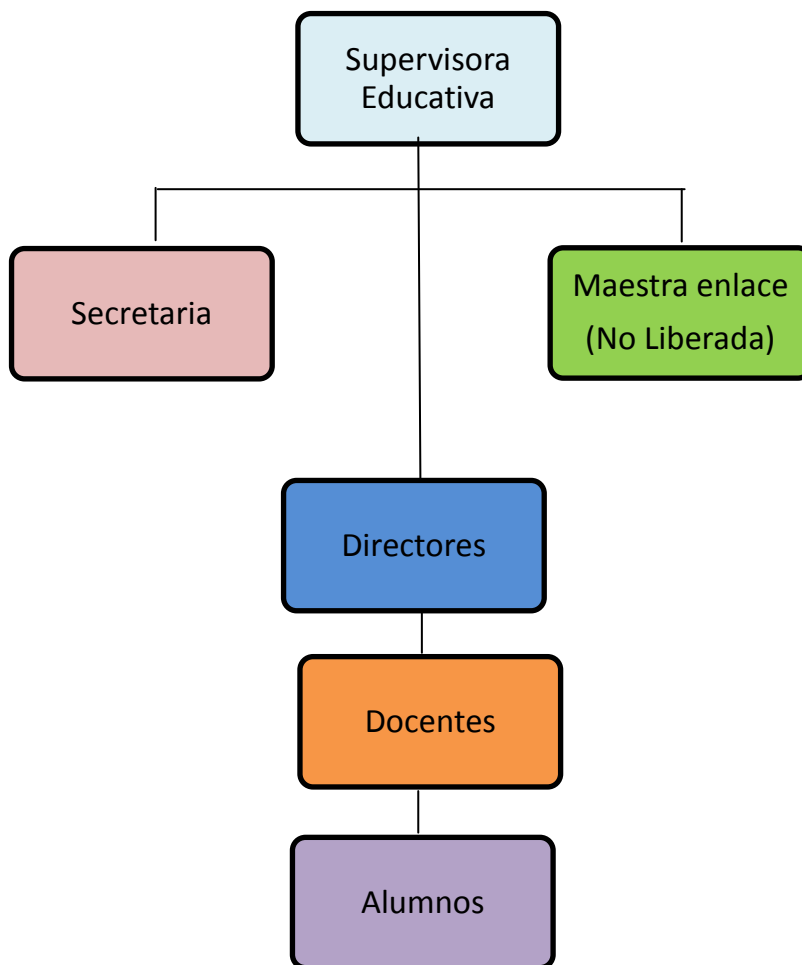 Supervisora
Educativa
Secretaria
Maestra enlace
(No Liberada)
Directores
Docentes
Alumnos